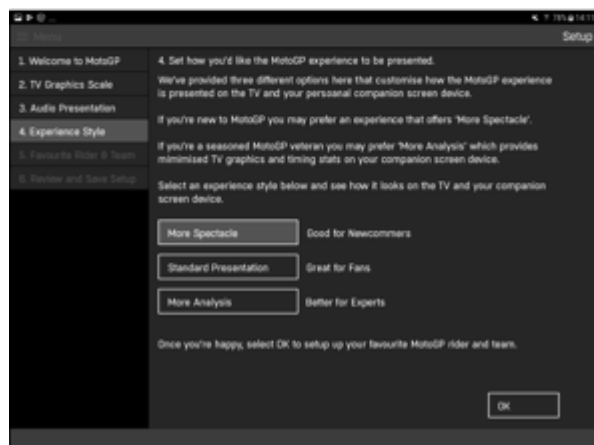 14:11
Menu
Setup
1. Welcome to MotoGP
2. TV Graphics Scale
3. Audio Presentation
4. Experience Style
5. Favourite Rider & Team
6. Review and Save Setup
4. Set how you'd like the MotoGP experience to be presented.
We've provided three different options here that customise how the MotoGP experience
is presented on the TV and your persoanal companion screen device.
If you're new to MotoGP you may prefer an experience that offers 'More Spectacle'.
If you're a seasoned MotoGP veteran you may prefer 'More Analysis' which provides
mimimised TV graphics and timing stats on your companion screen device.
Select an experience style below and see how it looks on the TV and your companion
screen device.
More Spectacle
Good for Newcommers
Standard Presentation
Great for Fans
More Analysis
Better for Experts
Once you're happy, select OK to setup up your favourite MotoGP rider and team.
OK